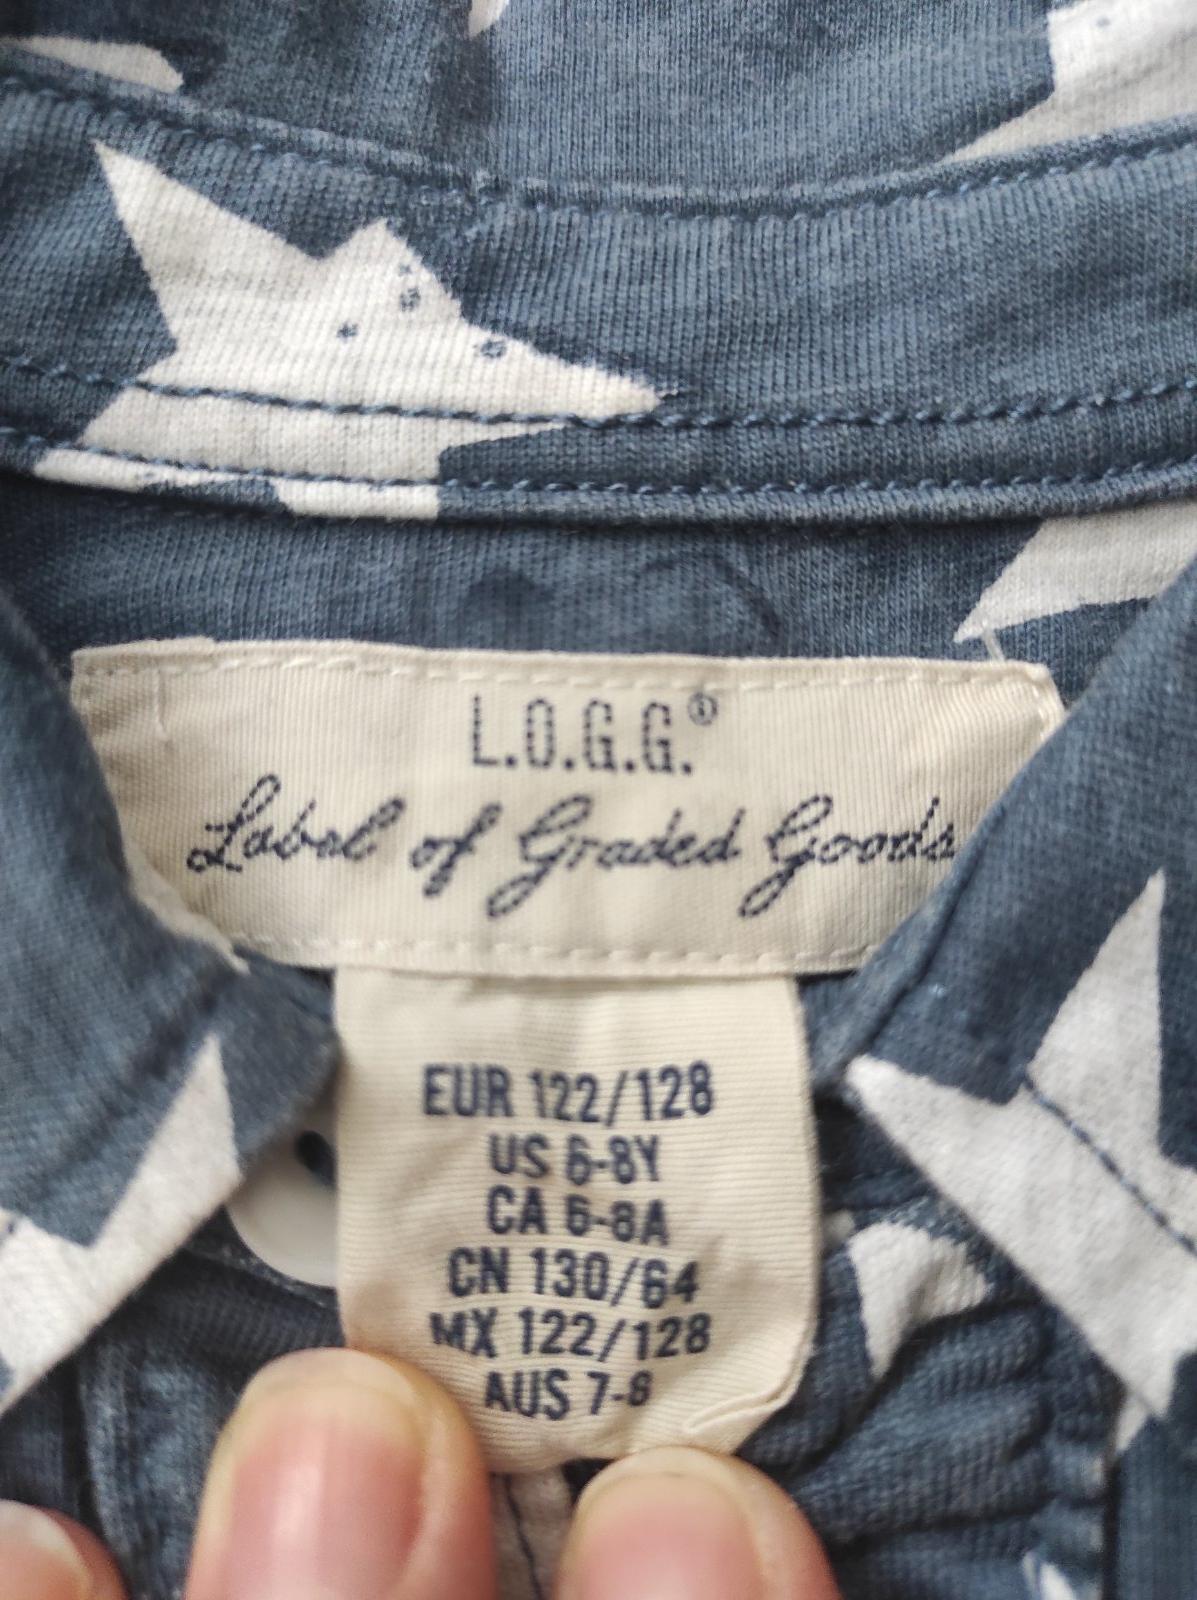 L.O.G.G.®
Label of Graded Goods
EUR 122/128
US 6-8Y
CA 6-8A
CN 130/64
MX 122/128
AUS 7-8